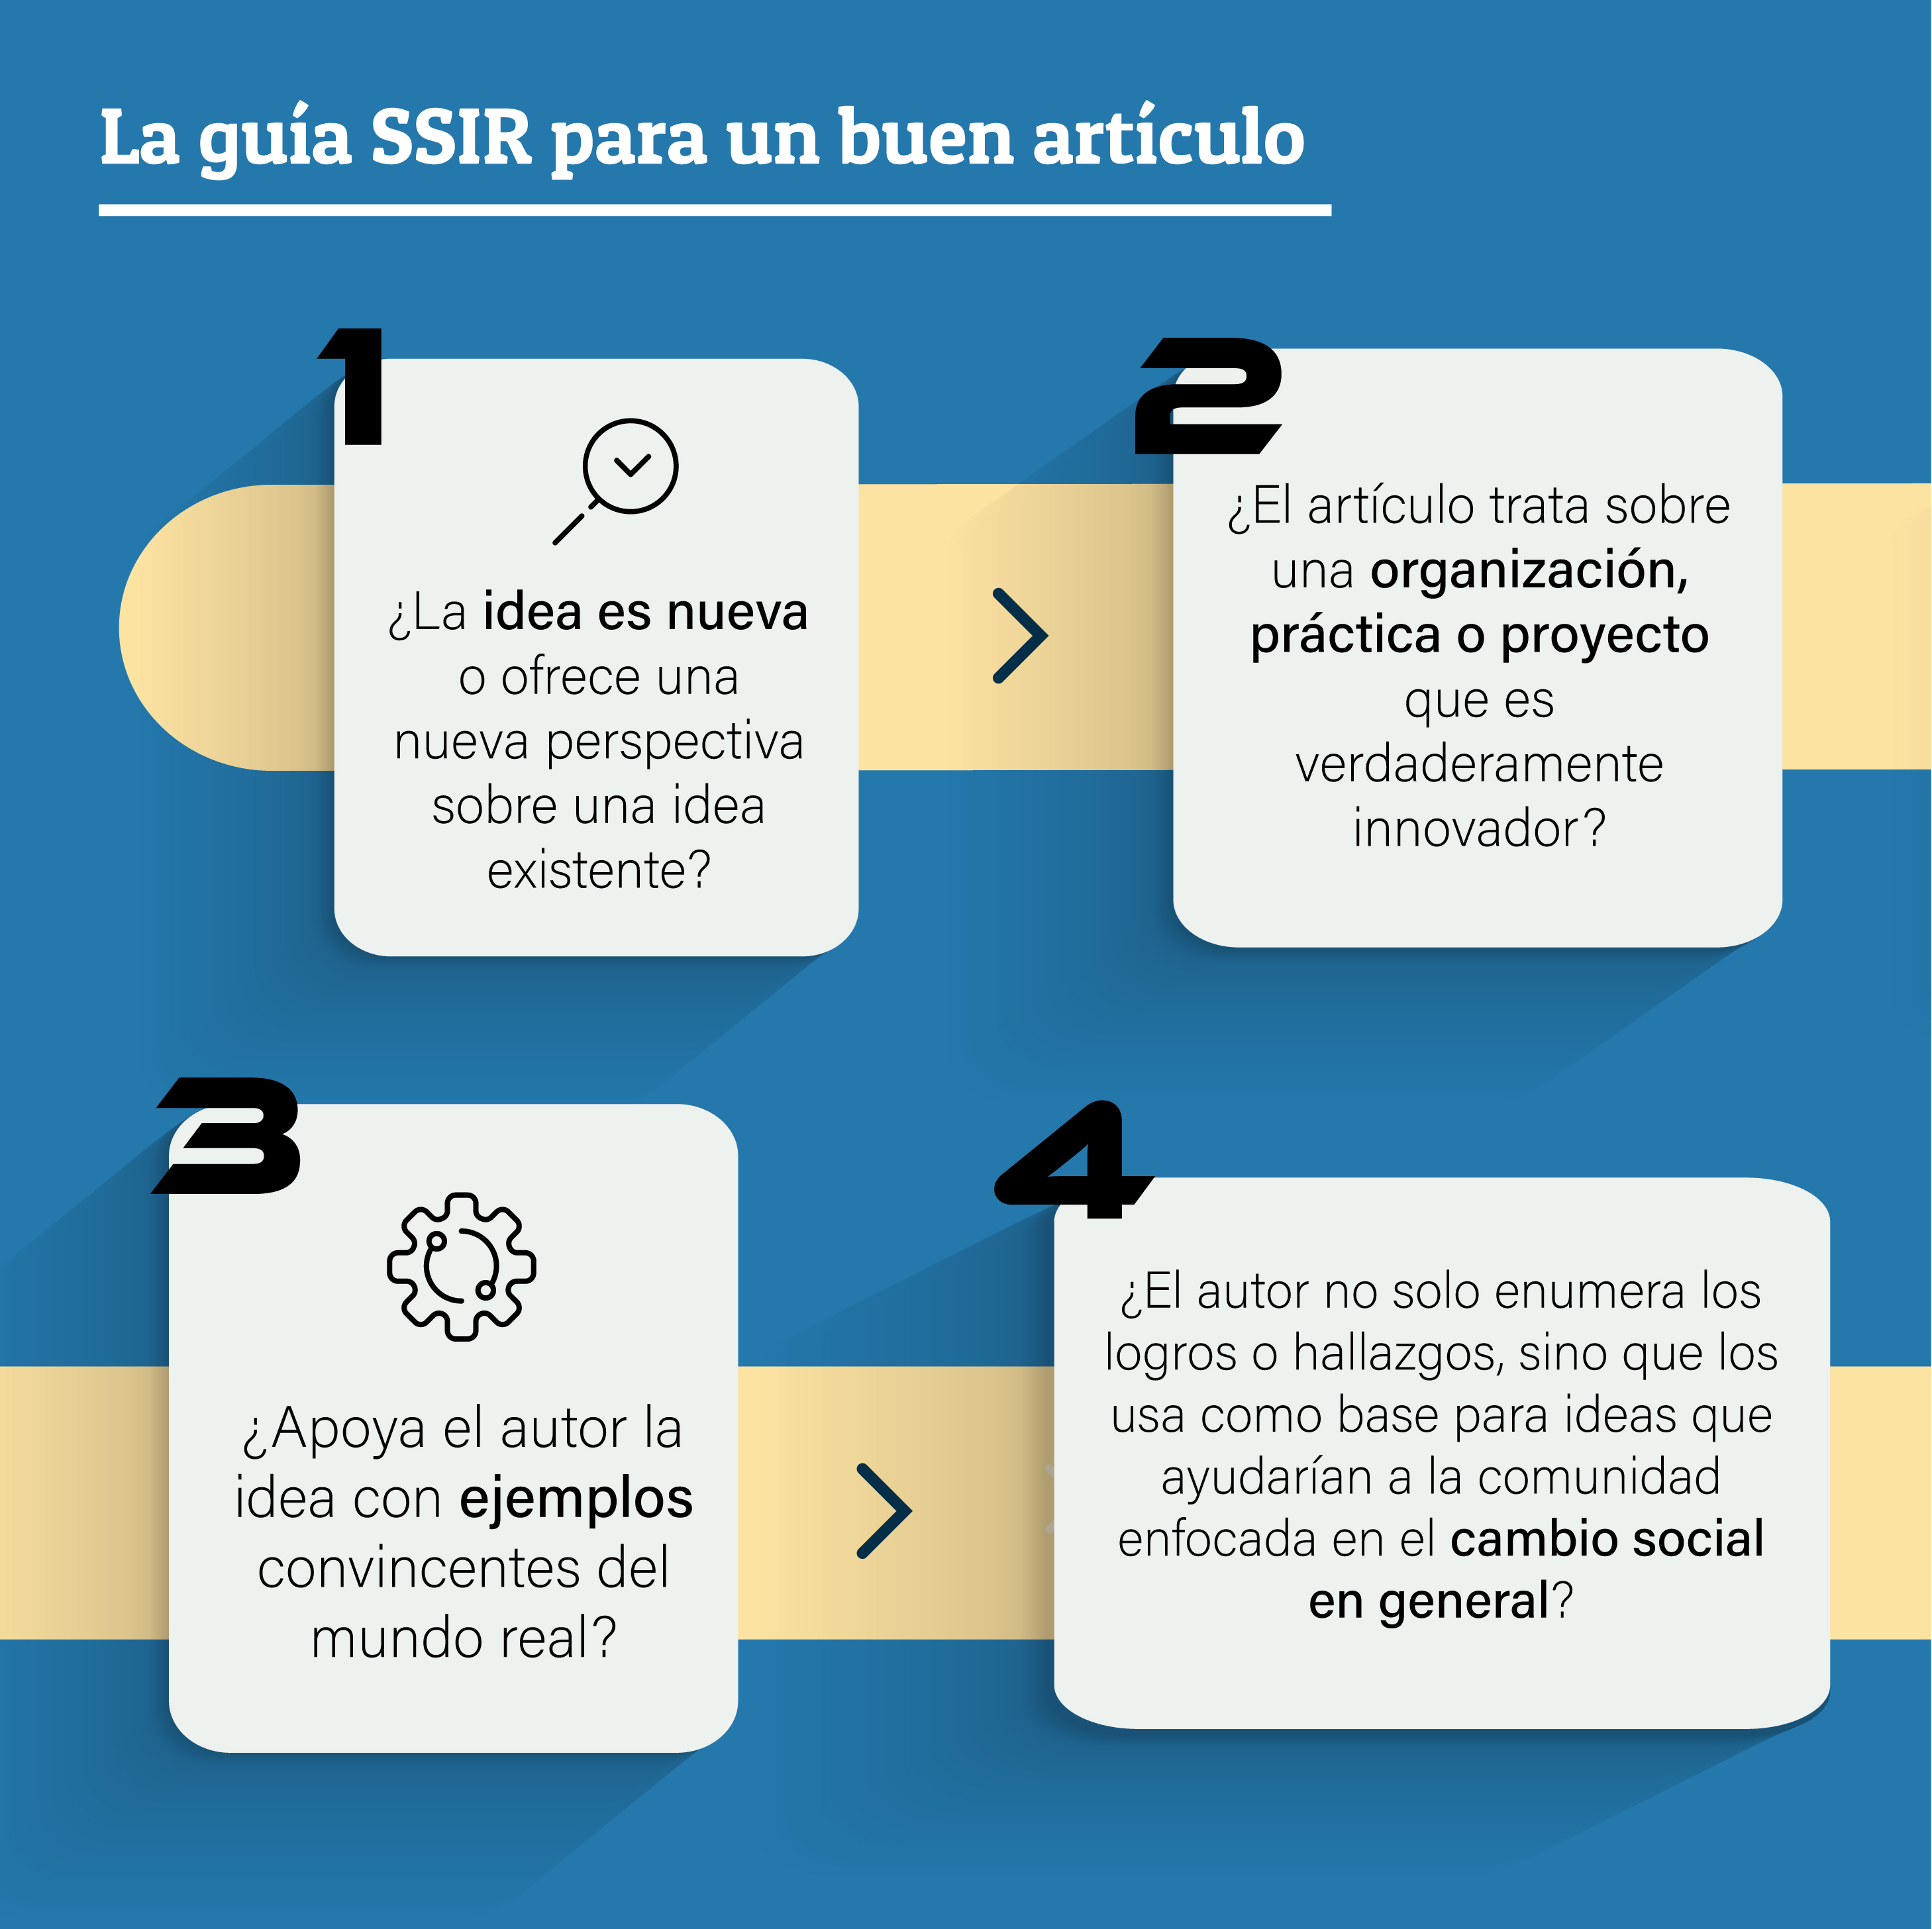 La guía SSIR para un buen artículo
1
¿La idea es nueva
o ofrece una
nueva perspectiva
sobre una idea
existente?
2
¿El artículo trata sobre
una organización,
práctica o proyecto
que es
verdaderamente
innovador?
3
¿Apoya el autor la
idea con ejemplos
convincentes del
mundo real?
4
¿El autor no solo enumera los
logros o hallazgos, sino que los
usa como base para ideas que
ayudarían a la comunidad
enfocada en el cambio social
en general?